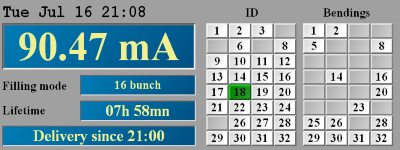 Tue Jul 16 21:08
90.47 mA
Filling mode 16 bunch
Lifetime 07h 58mn
Delivery since 21:00
ID
1 2 3
6 8
9 10 11 12
13 14 15 16
17 18 19 20
21 22 23 24
26 27 28
29 30 31 32
Bendings
1 2
5 8
14 16
20
23
25 26 28
29 30 31 32